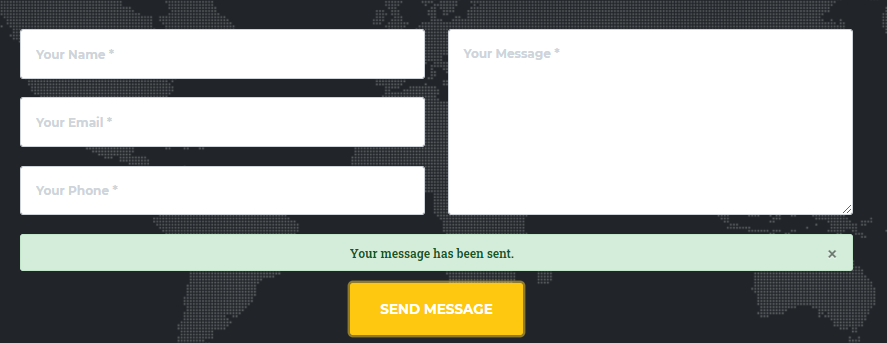 Your Name *
Your Email *
Your Phone *
Your Message *
Your message has been sent.
×
SEND MESSAGE